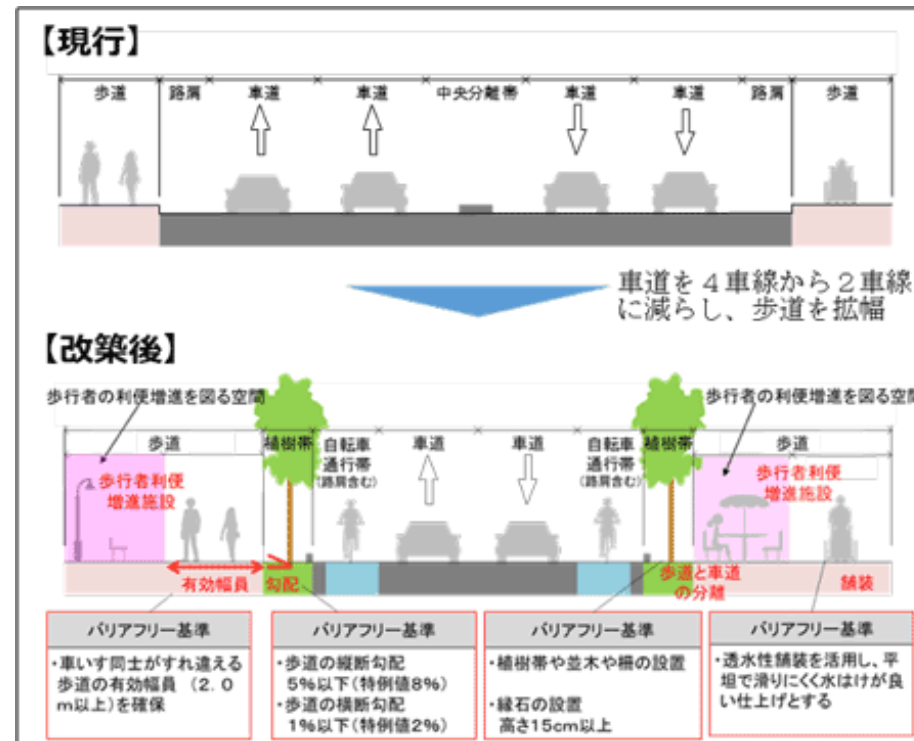 【現行】
歩道 路肩 車道 車道 中央分離帯 車道 車道 路肩 歩道
車道を４車線から２車線
に減らし、歩道を拡幅
【改築後】
歩行者の利便増進を図る空間
歩行者の利便増進を図る空間
歩道 植樹帯 自転車 車道 車道 自転車 植樹帯 歩道
通行帯 通行帯
(路肩含む) (路肩含む)
歩行者利便
増進施設
歩行者利便
増進施設
有効幅員 勾配
歩道と車道
の分離
舗装
バリアフリー基準
・車いす同士がすれ違える
歩道の有効幅員 (2.0
m以上)を確保
バリアフリー基準
・歩道の縦断勾配
5%以下(特例値8%)
・歩道の横断勾配
1%以下(特例値2%)
バリアフリー基準
・植樹帯や並木や柵の設置
・縁石の設置
高さ15cm以上
バリアフリー基準
・透水性舗装を活用し、平
坦で滑りにくく水はけが良
い仕上げとする